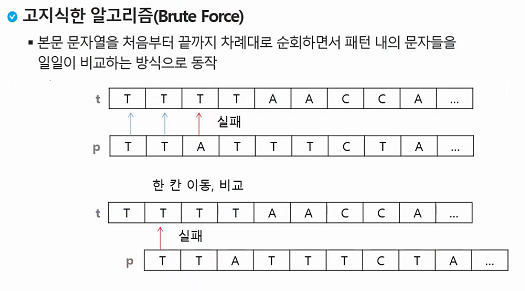 고지식한 알고리즘(Brute Force)
본문 문자열을 처음부터 끝까지 차례대로 순회하면서 패턴 내의 문자들을
일일이 비교하는 방식으로 동작
t T T T T A A C C A ...
실패
p T T A T T T C T A ...
한 칸 이동, 비교
t T T T T A A C C A ...
실패
p T T A T T T C T A ...